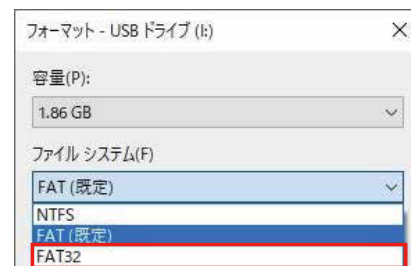 フォーマット - USB ドライブ (I:)
容量(P):
1.86 GB
ファイル システム(F)
FAT (既定)
NTFS
FAT (既定)
FAT32